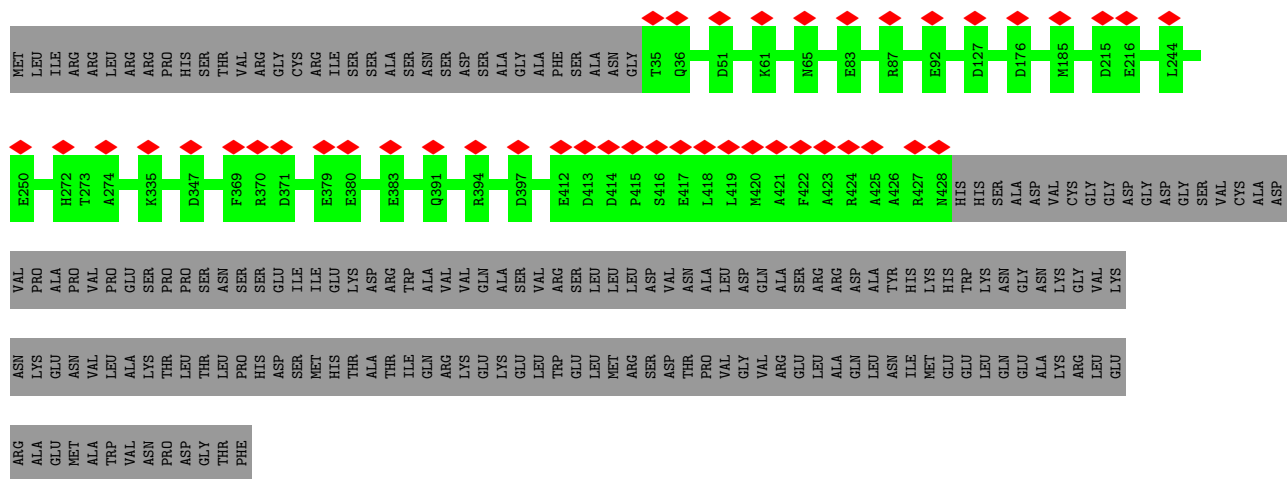 MET LEU ILE ARG ARG LEU ARG ARG PRO HIS SER THR VAL ARG GLY CYS ARG ILE SER SER ALA SER ASN SER ASP SER ALA GLY ALA PHE SER ALA ASN GLY T35 Q36 D51 K61 N65 E83 R87 E92 D127 D176 M185 D215 E216 L244
E250 H272 T273 A274 K335 D347 F369 R370 D371 E379 E380 E383 Q391 R394 D397 E412 D413 D414 P415 S416 E417 L418 L419 M420 A421 F422 A423 R424 A425 A426 R427 N428 HIS HIS SER ALA ASP VAL CYS GLY GLY ASP GLY ASP GLY SER VAL CYS ALA ASP
VAL PRO ALA PRO VAL PRO GLU SER PRO PRO SER ASN SER SER GLU ILE ILE GLU LYS ASP ARG TRP ALA VAL VAL GLN ALA SER VAL ARG SER LEU LEU LEU ASP VAL ASN ALA LEU ASP GLN ALA SER ARG ARG ASP ALA TYR HIS LYS HIS TRP LYS ASN GLY ASN LYS GLY VAL LYS
ASN LYS GLU ASN VAL LEU ALA LYS THR LEU THR LEU PRO HIS ASP SER MET HIS THR ALA THR ILE GLN ARG LYS GLU LYS GLU LEU TRP GLU LEU MET ARG SER ASP THR PRO VAL GLY VAL ARG GLU LEU ALA GLN LEU ASN ILE MET GLU GLU LEU GLN GLU ALA LYS ARG LEU GLU
ARG ALA GLU MET ALA TRP VAL ASN PRO ASP GLY THR PHE